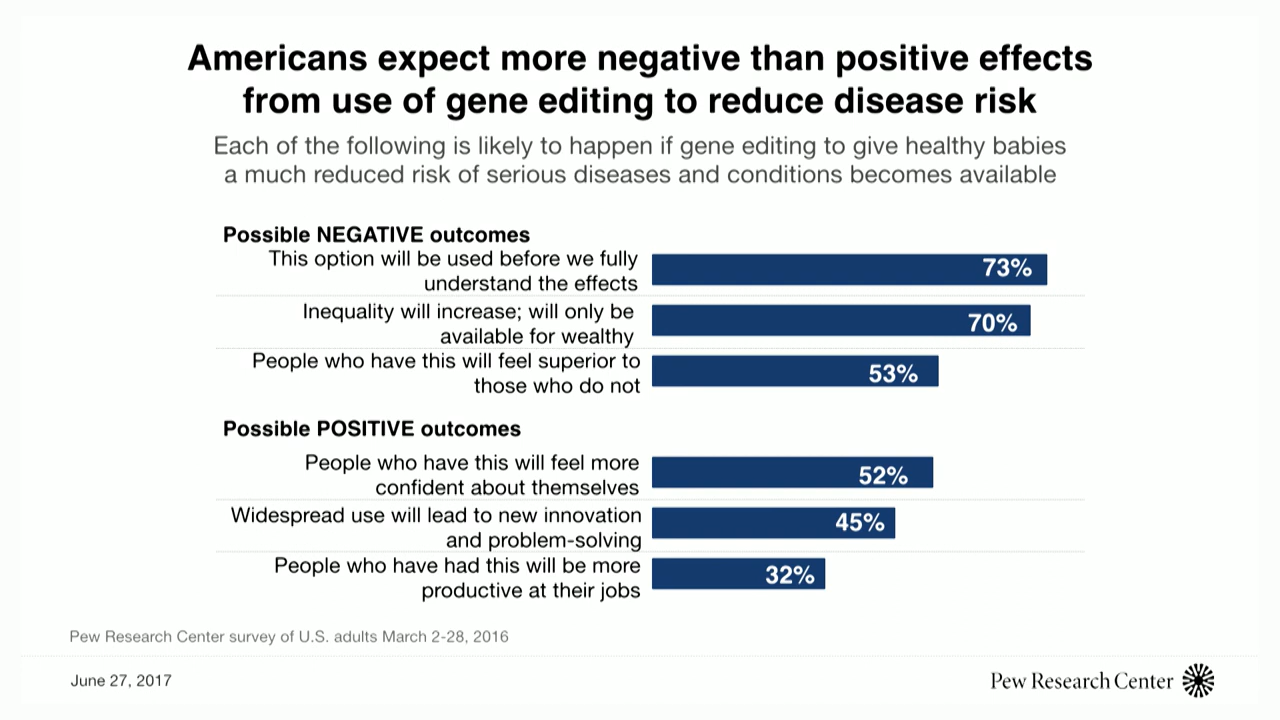 Americans expect more negative than positive effects
from use of gene editing to reduce disease risk
Each of the following is likely to happen if gene editing to give healthy babies
a much reduced risk of serious diseases and conditions becomes available
Possible NEGATIVE outcomes
This option will be used before we fully
understand the effects
73%
Inequality will increase; will only be
available for wealthy
70%
People who have this will feel superior to
those who do not
53%
Possible POSITIVE outcomes
People who have this will feel more
confident about themselves
52%
Widespread use will lead to new innovation
and problem-solving
45%
People who have had this will be more
productive at their jobs
32%
Pew Research Center survey of U.S. adults March 2-28, 2016
June 27, 2017
Pew Research Center